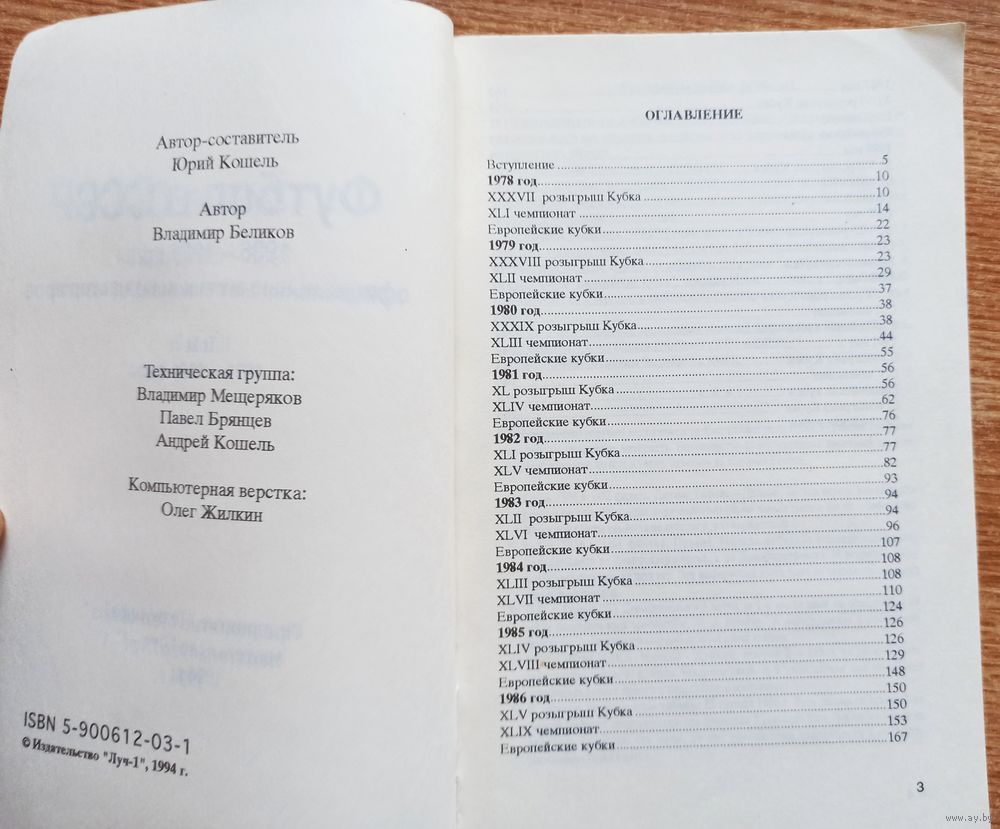 Автор-составитель
Юрий Кошель
Автор
Владимир Беликов
Техническая группа:
Владимир Мещеряков
Павел Брянцев
Андрей Кошель
Компьютерная верстка:
Олег Жилкин
ISBN 5-900612-03-1
© Издательство "Луч-1", 1994 г.
ОГЛАВЛЕНИЕ
Вступление 5
1978 год 10
XXXVII розыгрыш Кубка 10
XLI чемпионат 14
Европейские кубки 22
1979 год 23
XXXVIII розыгрыш Кубка 23
XLII чемпионат 29
Европейские кубки 37
1980 год 38
XXXIX розыгрыш Кубка 38
XLIII чемпионат 44
Европейские кубки 55
1981 год 56
XL розыгрыш Кубка 56
XLIV чемпионат 62
Европейские кубки 76
1982 год 77
XLI розыгрыш Кубка 77
XLV чемпионат 82
Европейские кубки 93
1983 год 94
XLII розыгрыш Кубка 94
XLVI чемпионат 96
Европейские кубки 107
1984 год 108
XLIII розыгрыш Кубка 108
XLVII чемпионат 110
Европейские кубки 124
1985 год 126
XLIV розыгрыш Кубка 126
XLVIII чемпионат 129
Европейские кубки 148
1986 год 150
XLV розыгрыш Кубка 150
XLIX чемпионат 153
Европейские кубки 167
3
www.ay.by